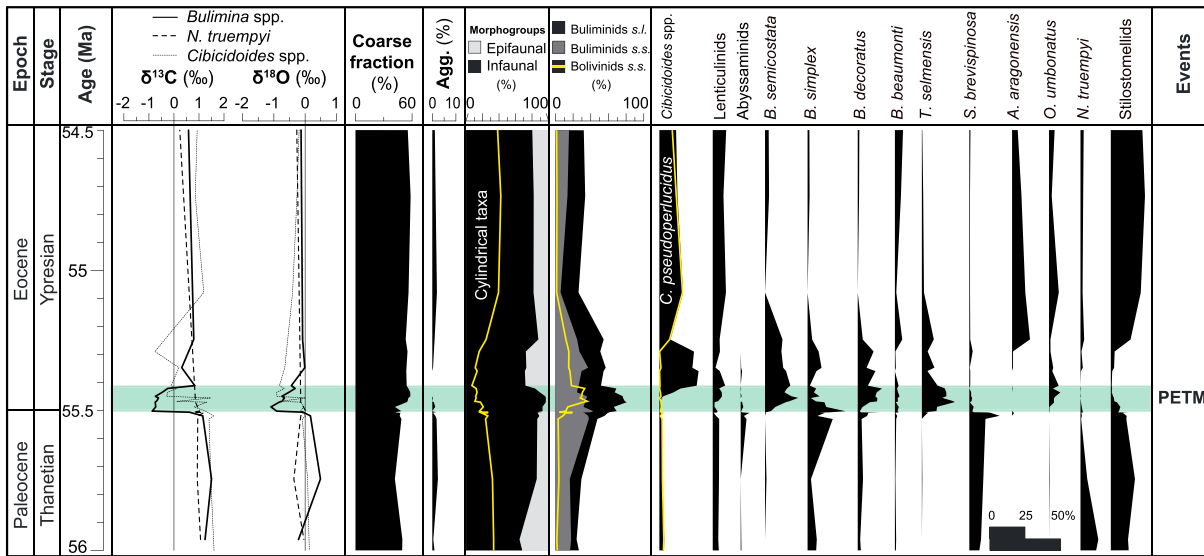 Epoch
Stage
Age (Ma)
Bulimina spp.
N. truempyi
Cibicidoides spp.
δ¹³C (‰)
δ¹⁸O (‰)
-2 -1 0 1 -2 -1 0 1
Coarse
fraction
(%)
0 60
Agg. (%)
0 10
Morphogroups
Epifaunal
Infaunal
(%)
0 100
Buliminids s.l.
Buliminids s.s.
Bolivinids s.s.
(%)
0 100
Cibicidoides spp.
Lenticulinids
Abyssaminids
B. semicostata
B. simplex
B. decoratus
B. beaumonti
T. selmensis
S. brevispinosa
A. aragonensis
O. umbonatus
N. truempyi
Stilostomellids
Events
54.5
55
55.5
56
Eocene
Ypresian
Paleocene
Thanetian
Cylindrical taxa
C. pseudoperlucidus
PETM
0 25 50%